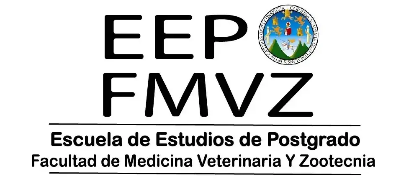 EEP
FMVZ
Escuela de Estudios de Postgrado
Facultad de Medicina Veterinaria Y Zootecnia